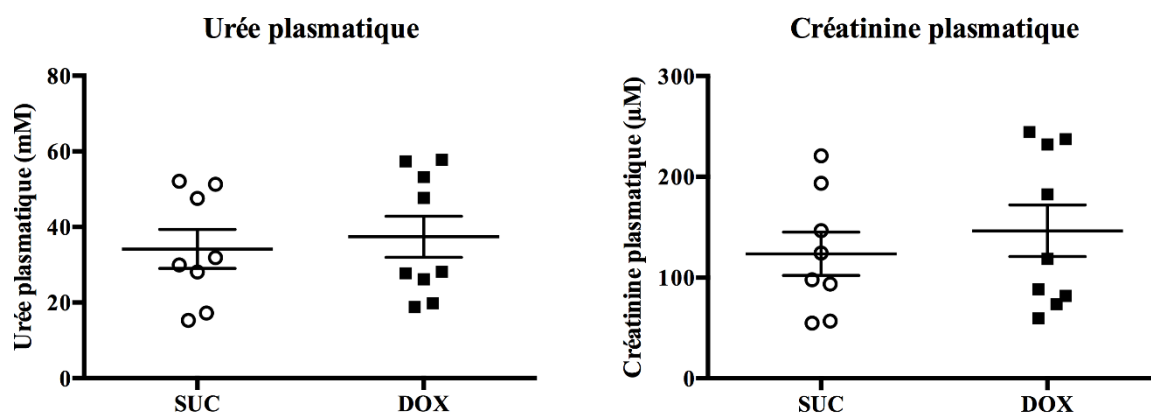 Urée plasmatique
Urée plasmatique (mM)
80
60
40
20
0
SUC
DOX
Créatinine plasmatique
Créatinine plasmatique (µM)
300
200
100
0
SUC
DOX